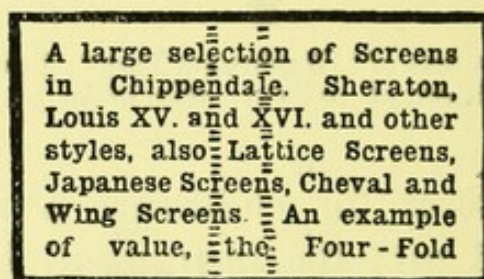 A large selection of Screens
in Chippendale. Sheraton,
Louis XV. and XVI. and other
styles, also Lattice Screens,
Japanese Screens, Cheval and
Wing Screens. An example
of value, the Four-Fold